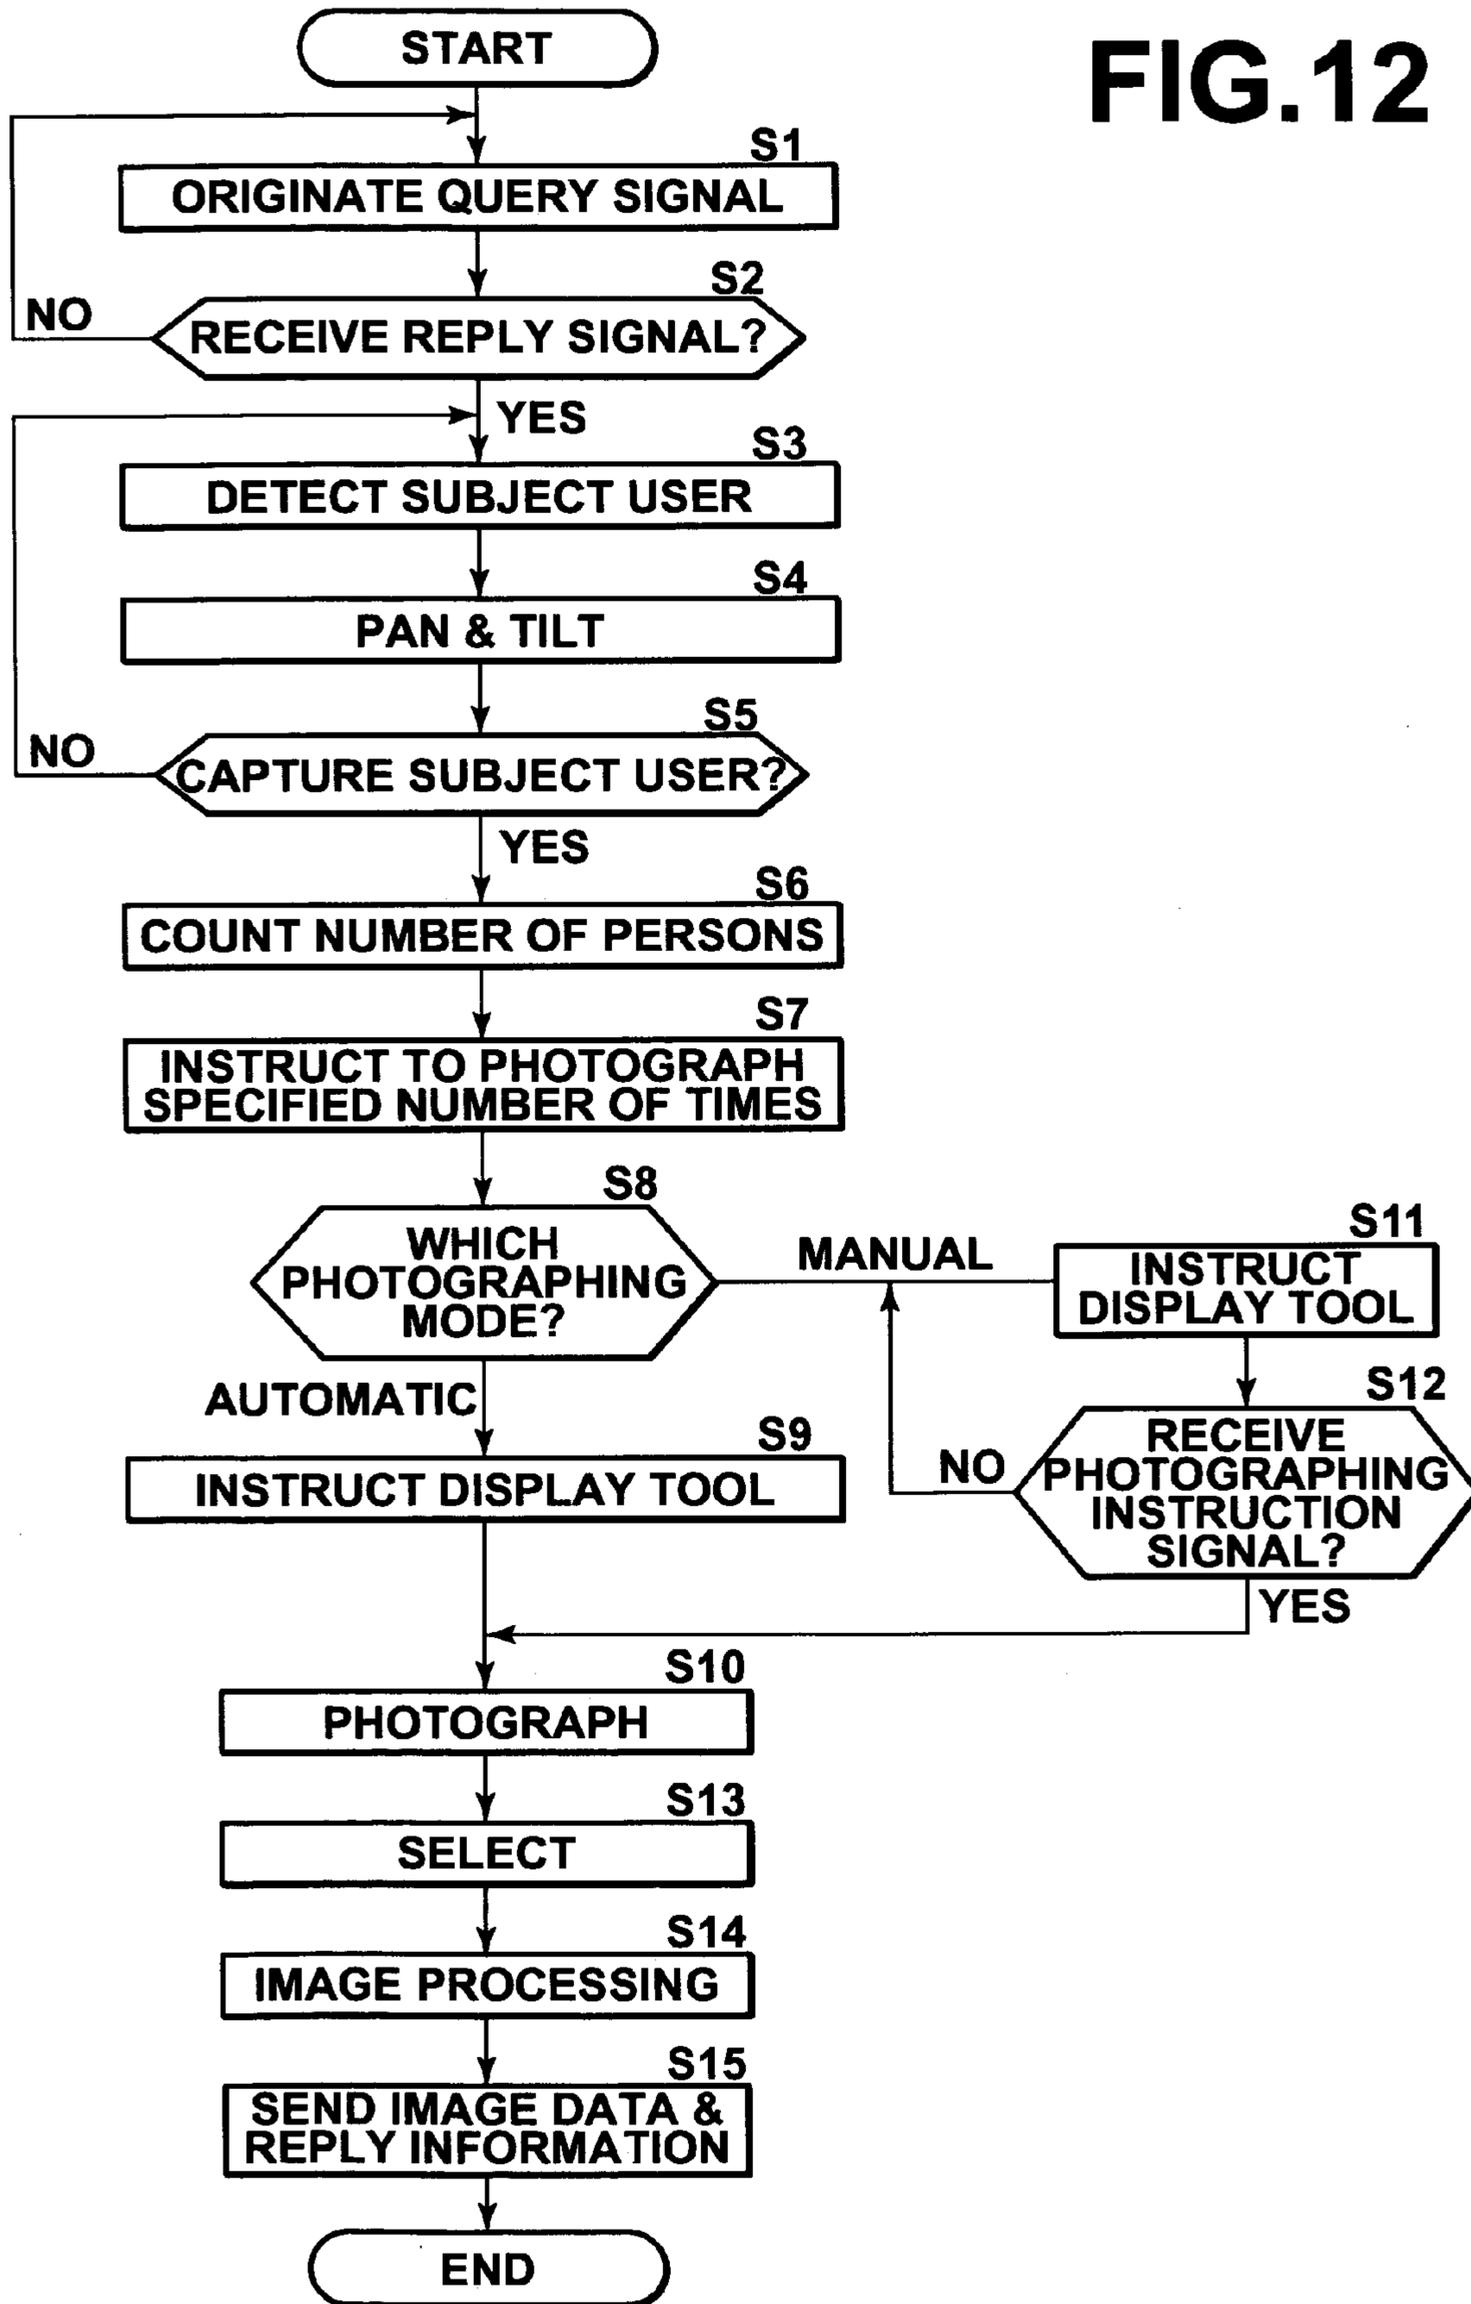 FIG.12
START
S1
ORIGINATE QUERY SIGNAL
S2
RECEIVE REPLY SIGNAL?
NO
YES
S3
DETECT SUBJECT USER
S4
PAN & TILT
S5
CAPTURE SUBJECT USER?
NO
YES
S6
COUNT NUMBER OF PERSONS
S7
INSTRUCT TO PHOTOGRAPH
SPECIFIED NUMBER OF TIMES
S8
WHICH
PHOTOGRAPHING
MODE?
MANUAL
S11
INSTRUCT
DISPLAY TOOL
AUTOMATIC
S12
RECEIVE
PHOTOGRAPHING
INSTRUCTION
SIGNAL?
NO
YES
S9
INSTRUCT DISPLAY TOOL
S10
PHOTOGRAPH
S13
SELECT
S14
IMAGE PROCESSING
S15
SEND IMAGE DATA &
REPLY INFORMATION
END